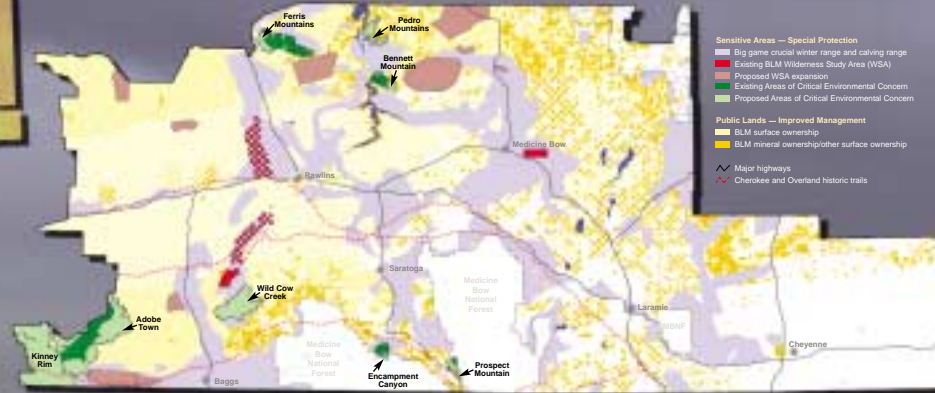 Ferris
Mountains
Pedro
Mountains
Bennett
Mountain
Medicine Bow
Rawlins
Saratoga
Wild Cow
Creek
Medicine
Bow
National
Forest
Adobe
Town
Kinney
Rim
Baggs
Medicine
Bow
National
Forest
Encampment
Canyon
Prospect
Mountain
Laramie
MBNF
Cheyenne
Sensitive Areas — Special Protection
Big game crucial winter range and calving range
Existing BLM Wilderness Study Area (WSA)
Proposed WSA expansion
Existing Areas of Critical Environmental Concern
Proposed Areas of Critical Environmental Concern
Public Lands — Improved Management
BLM surface ownership
BLM mineral ownership/other surface ownership
Major highways
Cherokee and Overland historic trails